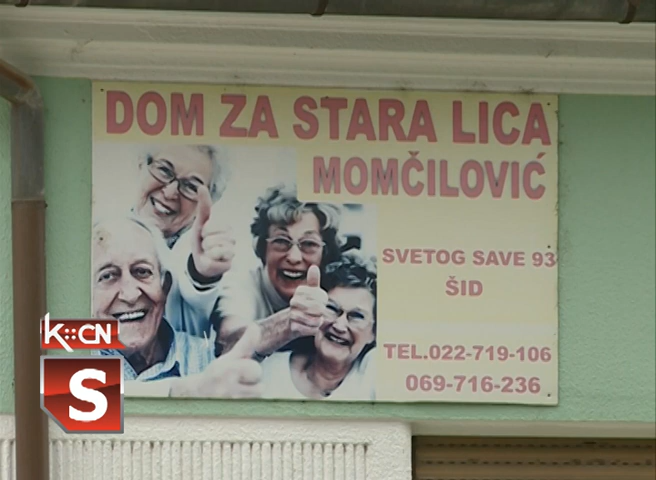 DOM ZA STARA LICA
MOMČILOVIĆ
SVETOG SAVE 93
ŠID
TEL.022-719-106
069-716-236
K::CN
S